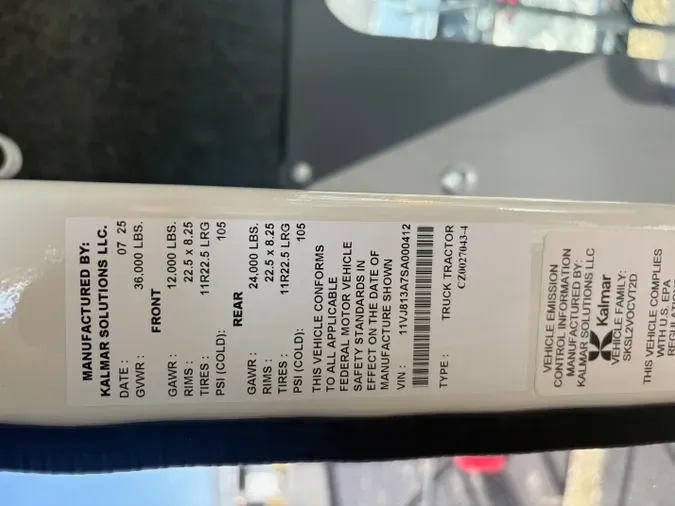 MANUFACTURED BY:
KALMAR SOLUTIONS LLC.
DATE : 07 25
GVWR : 36,000 LBS.
FRONT
GAWR : 12,000 LBS.
RIMS : 22.5 x 8.25
TIRES : 11R22.5 LRG
PSI (COLD): 105
REAR
GAWR : 24,000 LBS.
RIMS : 22.5 x 8.25
TIRES : 11R22.5 LRG
PSI (COLD): 105
THIS VEHICLE CONFORMS
TO ALL APPLICABLE
FEDERAL MOTOR VEHICLE
SAFETY STANDARDS IN
EFFECT ON THE DATE OF
MANUFACTURE SHOWN
VIN : 11VJ813A7SA000412
TYPE : TRUCK TRACTOR
CZ0027043-4
VEHICLE EMISSION
CONTROL INFORMATION
MANUFACTURED BY:
KALMAR SOLUTIONS LLC
Kalmar
VEHICLE FAMILY:
SKSL2VOCVT2D
THIS VEHICLE COMPLIES
WITH U.S. EPA